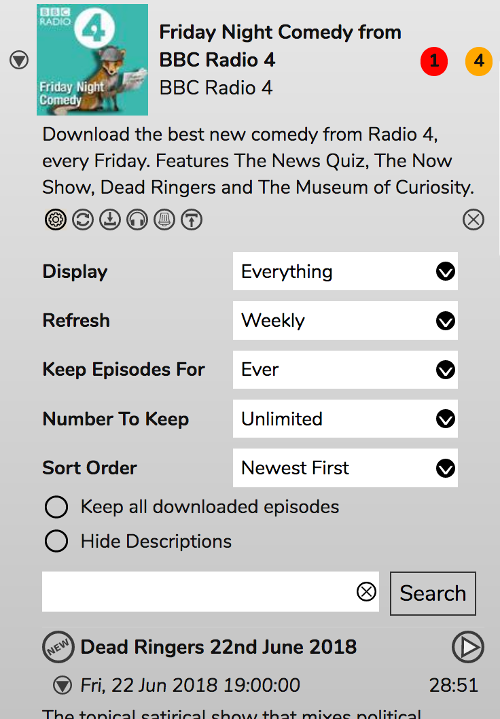 BBC
RADIO
4
Friday Night
Comedy
Friday Night Comedy from
BBC Radio 4
BBC Radio 4
1
4
Download the best new comedy from Radio 4,
every Friday. Features The News Quiz, The Now
Show, Dead Ringers and The Museum of Curiosity.
Display
Everything
Refresh
Weekly
Keep Episodes For
Ever
Number To Keep
Unlimited
Sort Order
Newest First
Keep all downloaded episodes
Hide Descriptions
Search
NEW
Dead Ringers 22nd June 2018
Fri, 22 Jun 2018 19:00:00
28:51
The topical satirical show that mixes political